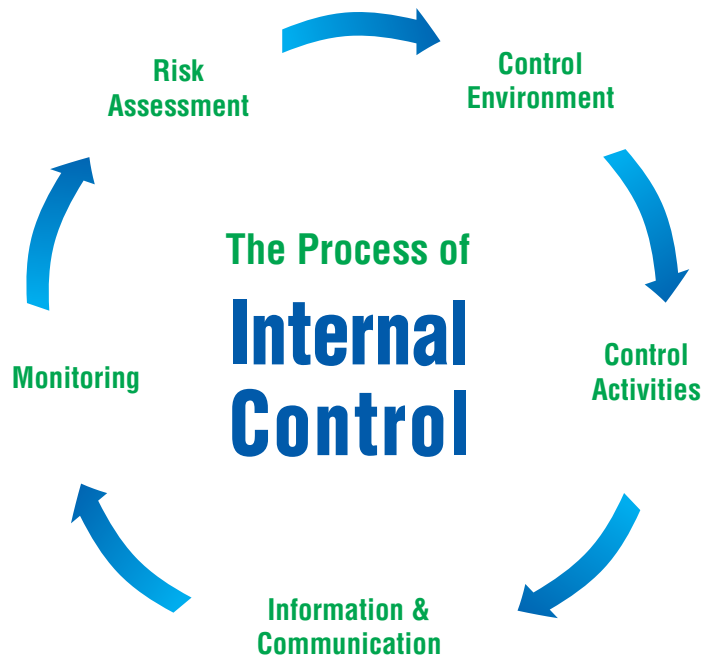 Risk
Assessment
Control
Environment
The Process of
Internal
Control
Monitoring
Control
Activities
Information &
Communication